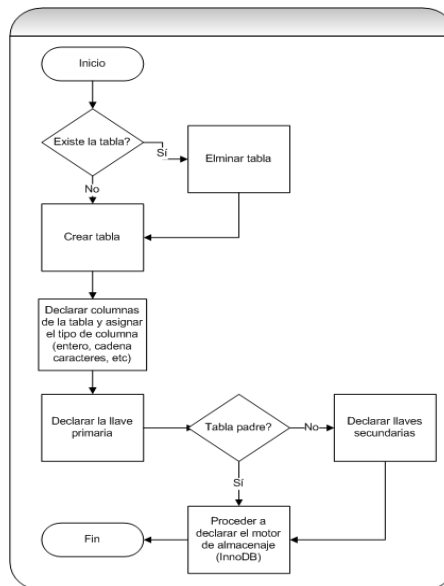 Inicio
Existe la tabla?
Sí
Elminar tabla
No
Crear tabla
Declarar columnas
de la tabla y asignar
el tipo de columna
(entero, cadena
caracteres, etc)
Declarar la llave
primaria
Tabla padre?
No
Declarar llaves
secundarias
Sí
Proceder a
declarar el motor
de almacenaje
(InnoDB)
Fin